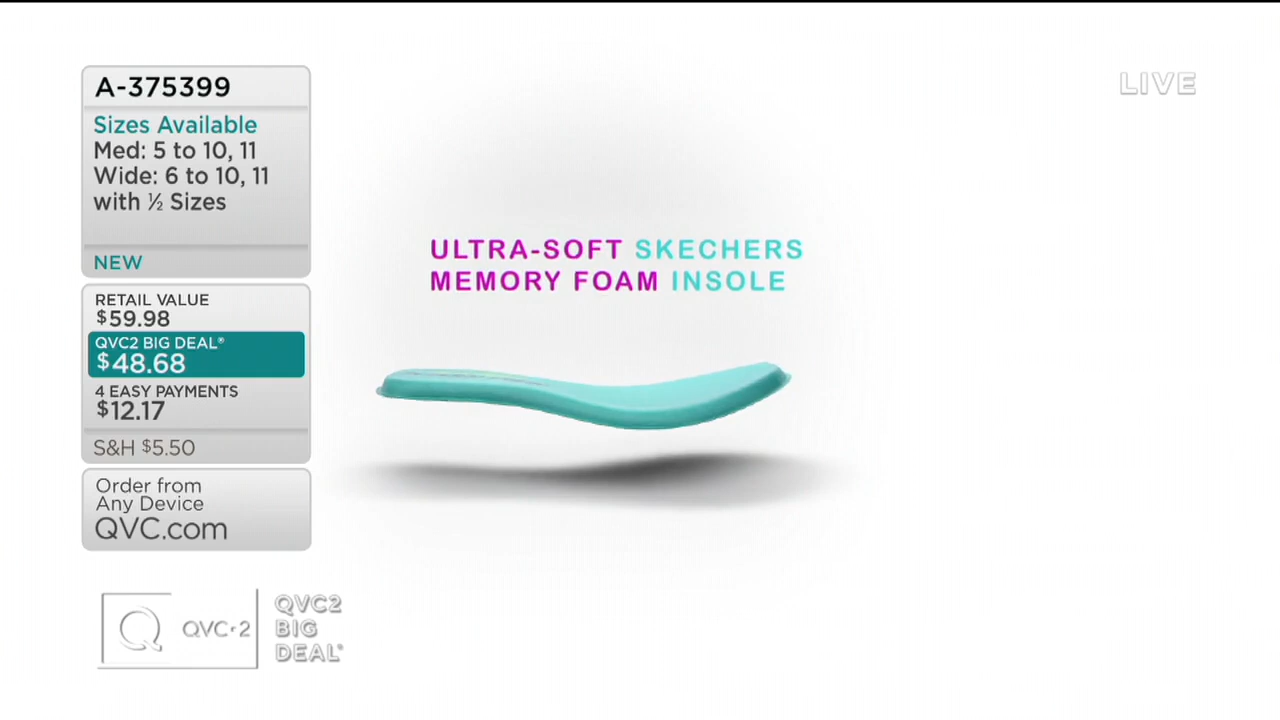 A-375399
Sizes Available
Med: 5 to 10, 11
Wide: 6 to 10, 11
with ½ Sizes
NEW
RETAIL VALUE
$59.98
QVC2 BIG DEAL®
$48.68
4 EASY PAYMENTS
$12.17
S&H $5.50
Order from
Any Device
QVC.com
LIVE
ULTRA-SOFT SKECHERS
MEMORY FOAM INSOLE
Q QVC•2
QVC2
BIG
DEAL®